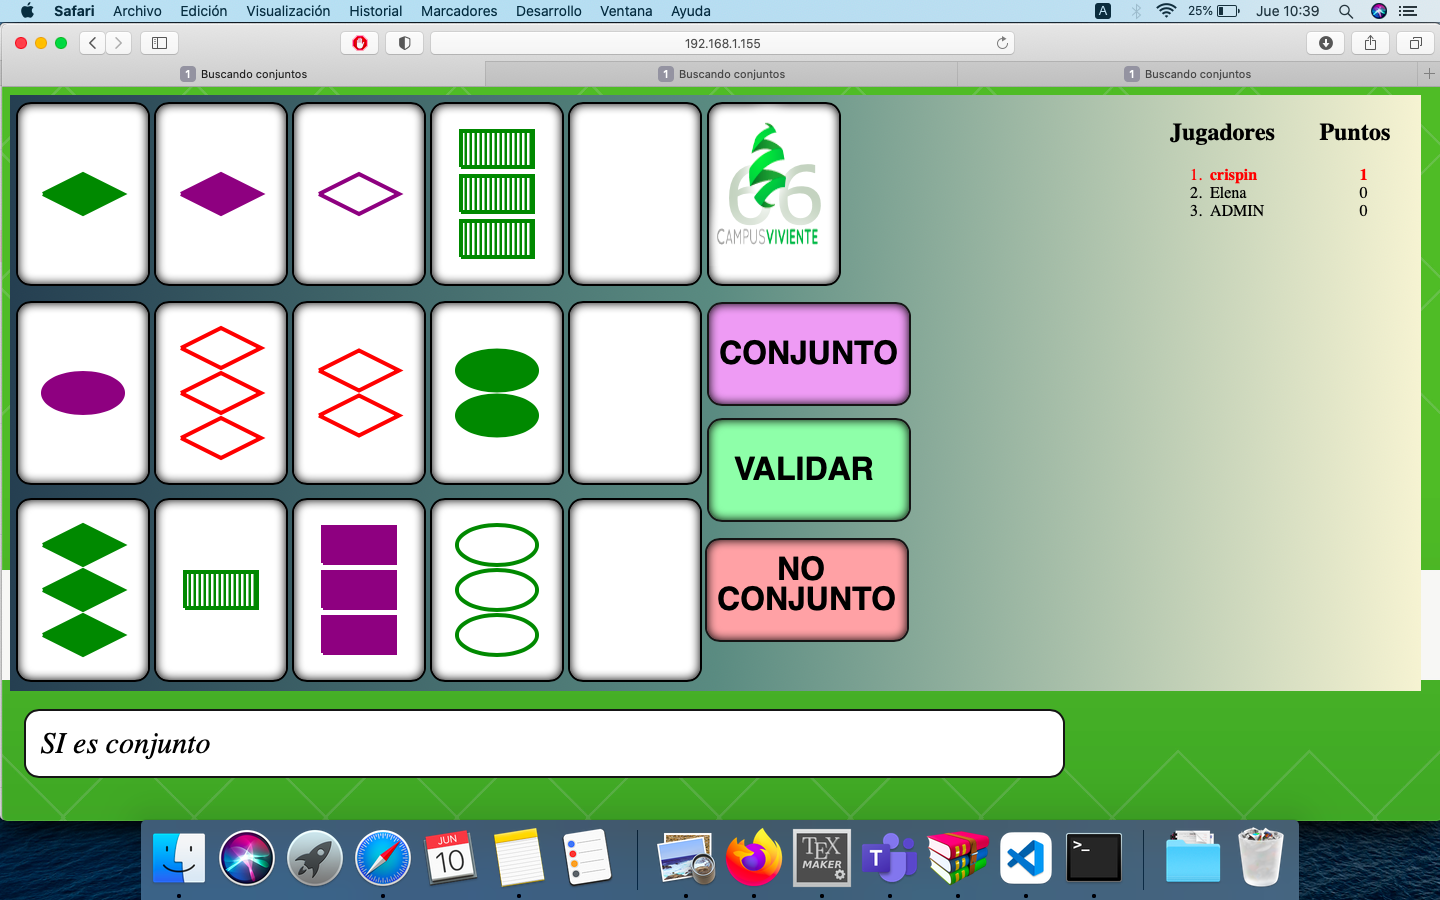 Safari Archivo Edición Visualización Historial Marcadores Desarrollo Ventana Ayuda A 25% Jue 10:39
192.168.1.155
1 Buscando conjuntos 1 Buscando conjuntos 1 Buscando conjuntos
Jugadores Puntos
1. crispin 1
2. Elena 0
3. ADMIN 0
66
CAMPUSVIVIENTE
CONJUNTO
VALIDAR
NO
CONJUNTO
SI es conjunto
JUN
10
TEX
MAKER
T
>_